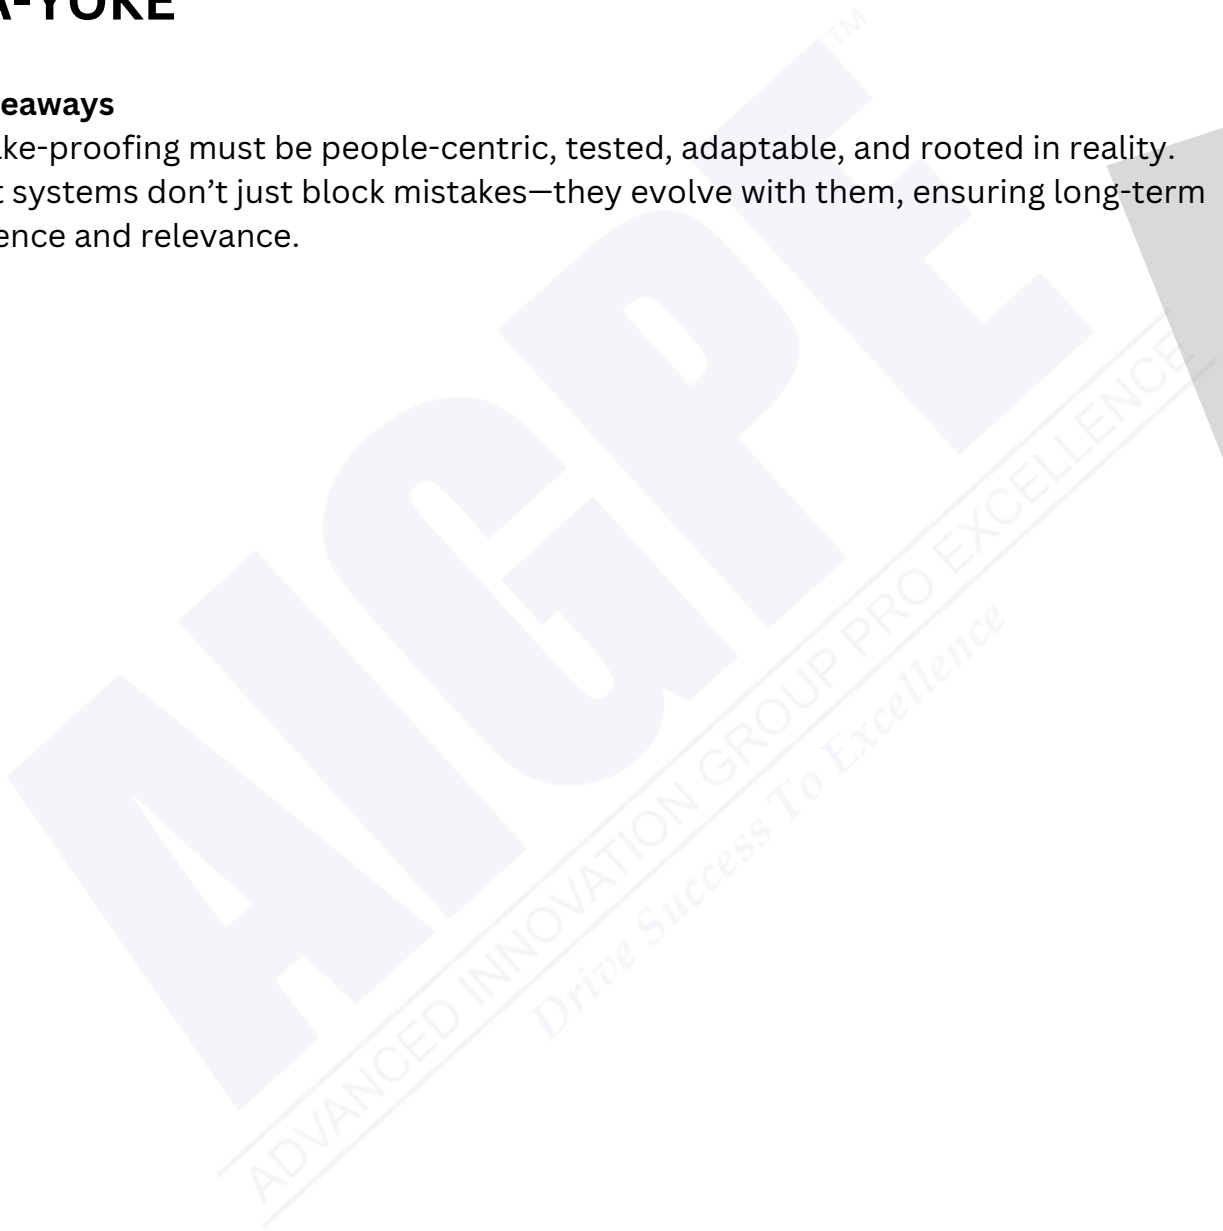 A-YOKE
eaways
ke-proofing must be people-centric, tested, adaptable, and rooted in reality.
t systems don’t just block mistakes—they evolve with them, ensuring long-term
ence and relevance.
AIGPE
TM
ADVANCED INNOVATION GROUP PRO EXCELLENCE
Drive Success To Excellence